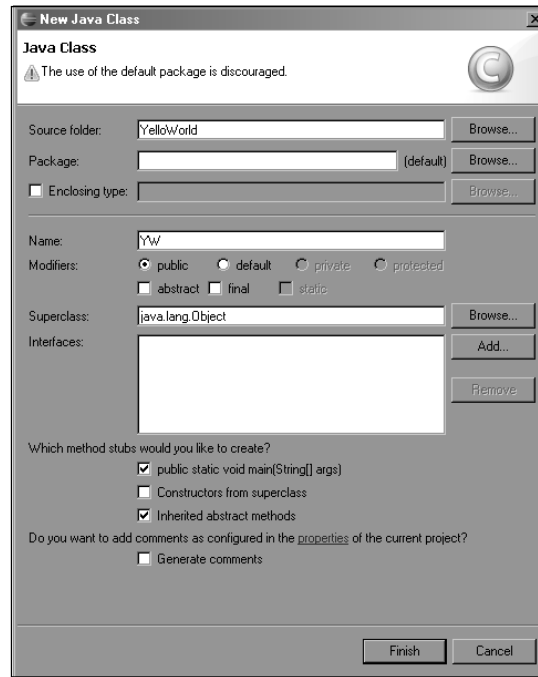 New Java Class
Java Class
The use of the default package is discouraged.
C
Source folder: YelloWorld Browse...
Package: (default) Browse...
Enclosing type: Browse...
Name: YW
Modifiers: public default private protected
abstract final static
Superclass: java.lang.Object Browse...
Interfaces: Add...
Remove
Which method stubs would you like to create?
public static void main(String[] args)
Constructors from superclass
Inherited abstract methods
Do you want to add comments as configured in the properties of the current project?
Generate comments
Finish Cancel